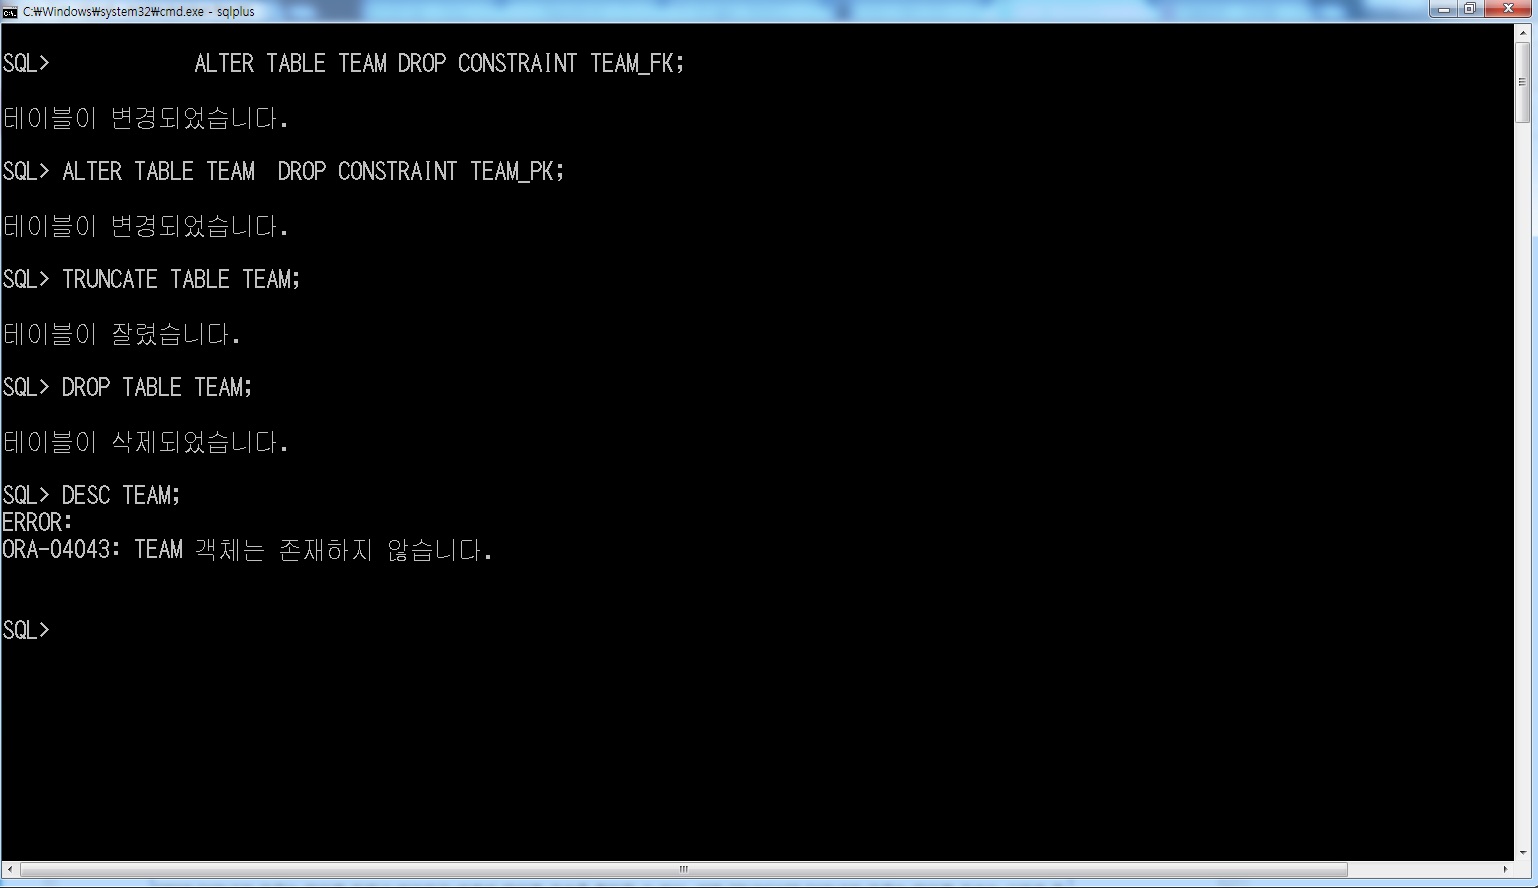 C:₩Windows₩system32₩cmd.exe - sqlplus
SQL>            ALTER TABLE TEAM DROP CONSTRAINT TEAM_FK;
테이블이 변경되었습니다.
SQL> ALTER TABLE TEAM  DROP CONSTRAINT TEAM_PK;
테이블이 변경되었습니다.
SQL> TRUNCATE TABLE TEAM;
테이블이 잘렸습니다.
SQL> DROP TABLE TEAM;
테이블이 삭제되었습니다.
SQL> DESC TEAM;
ERROR:
ORA-04043: TEAM 객체는 존재하지 않습니다.
SQL>